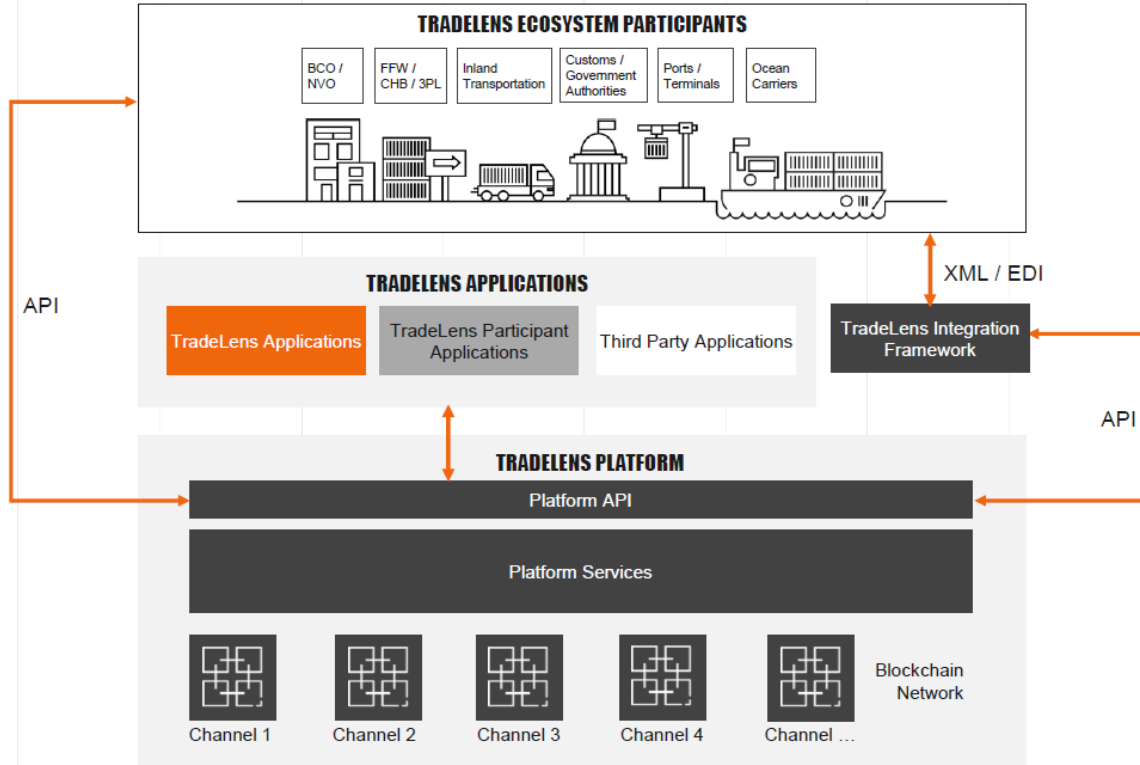 TRADELENS ECOSYSTEM PARTICIPANTS
BCO /
NVO
FFW /
CHB / 3PL
Inland
Transportation
Customs /
Government
Authorities
Ports /
Terminals
Ocean
Carriers
API
XML / EDI
TRADELENS APPLICATIONS
TradeLens Applications
TradeLens Participant
Applications
Third Party Applications
TradeLens Integration
Framework
API
TRADELENS PLATFORM
Platform API
Platform Services
Blockchain
Network
Channel 1
Channel 2
Channel 3
Channel 4
Channel …